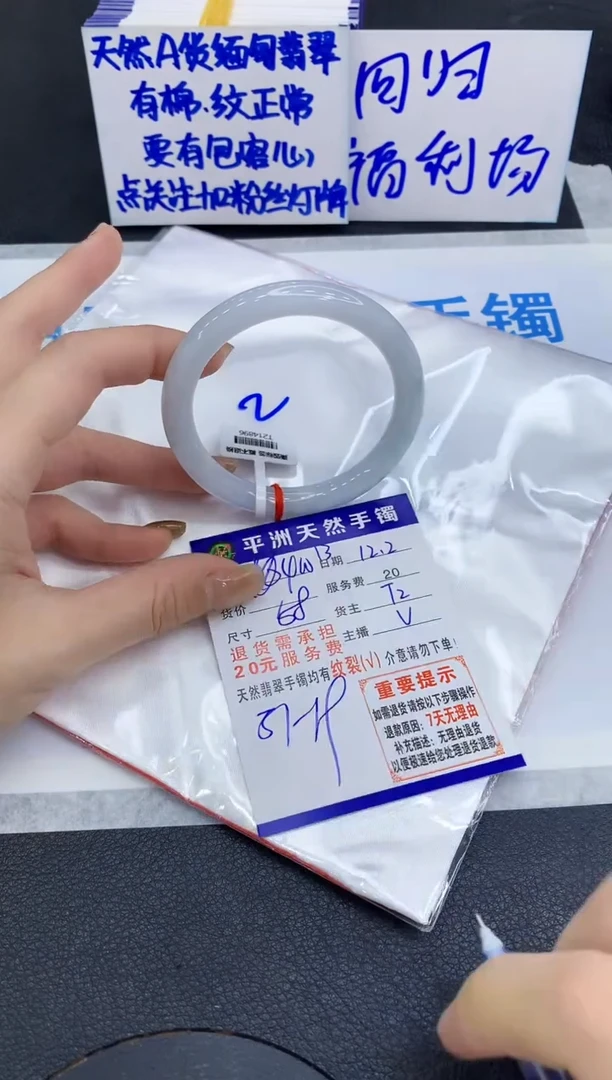 天然A货缅甸翡翠
有棉、纹正常
要有包容心
点关注加粉丝灯牌
回归
福利场
手镯
2
T214896
平洲天然手镯
日期 12.2
货价
服务费 20
尺寸 68
货主 T2
主播 V
退货需承担
20元服务费
天然翡翠手镯均有纹裂(√)介意请勿下单!
重要提示
如需退货请按以下步骤操作
退款原因:7天无理由
补充描述:无理由退货
以便极速给您处理退货退款